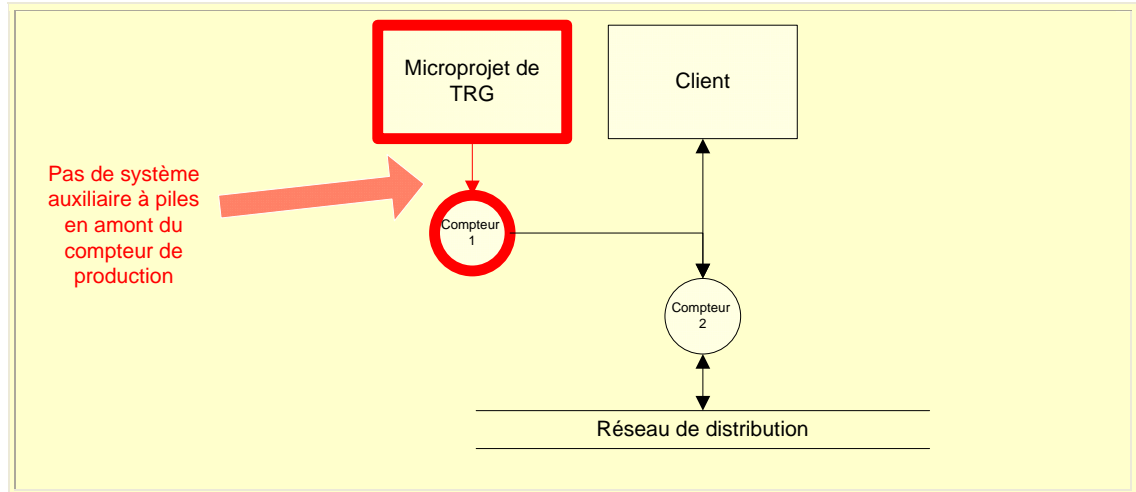 Microprojet de
TRG
Client
Pas de système
auxiliaire à piles
en amont du
compteur de
production
Compteur
1
Compteur
2
Réseau de distribution